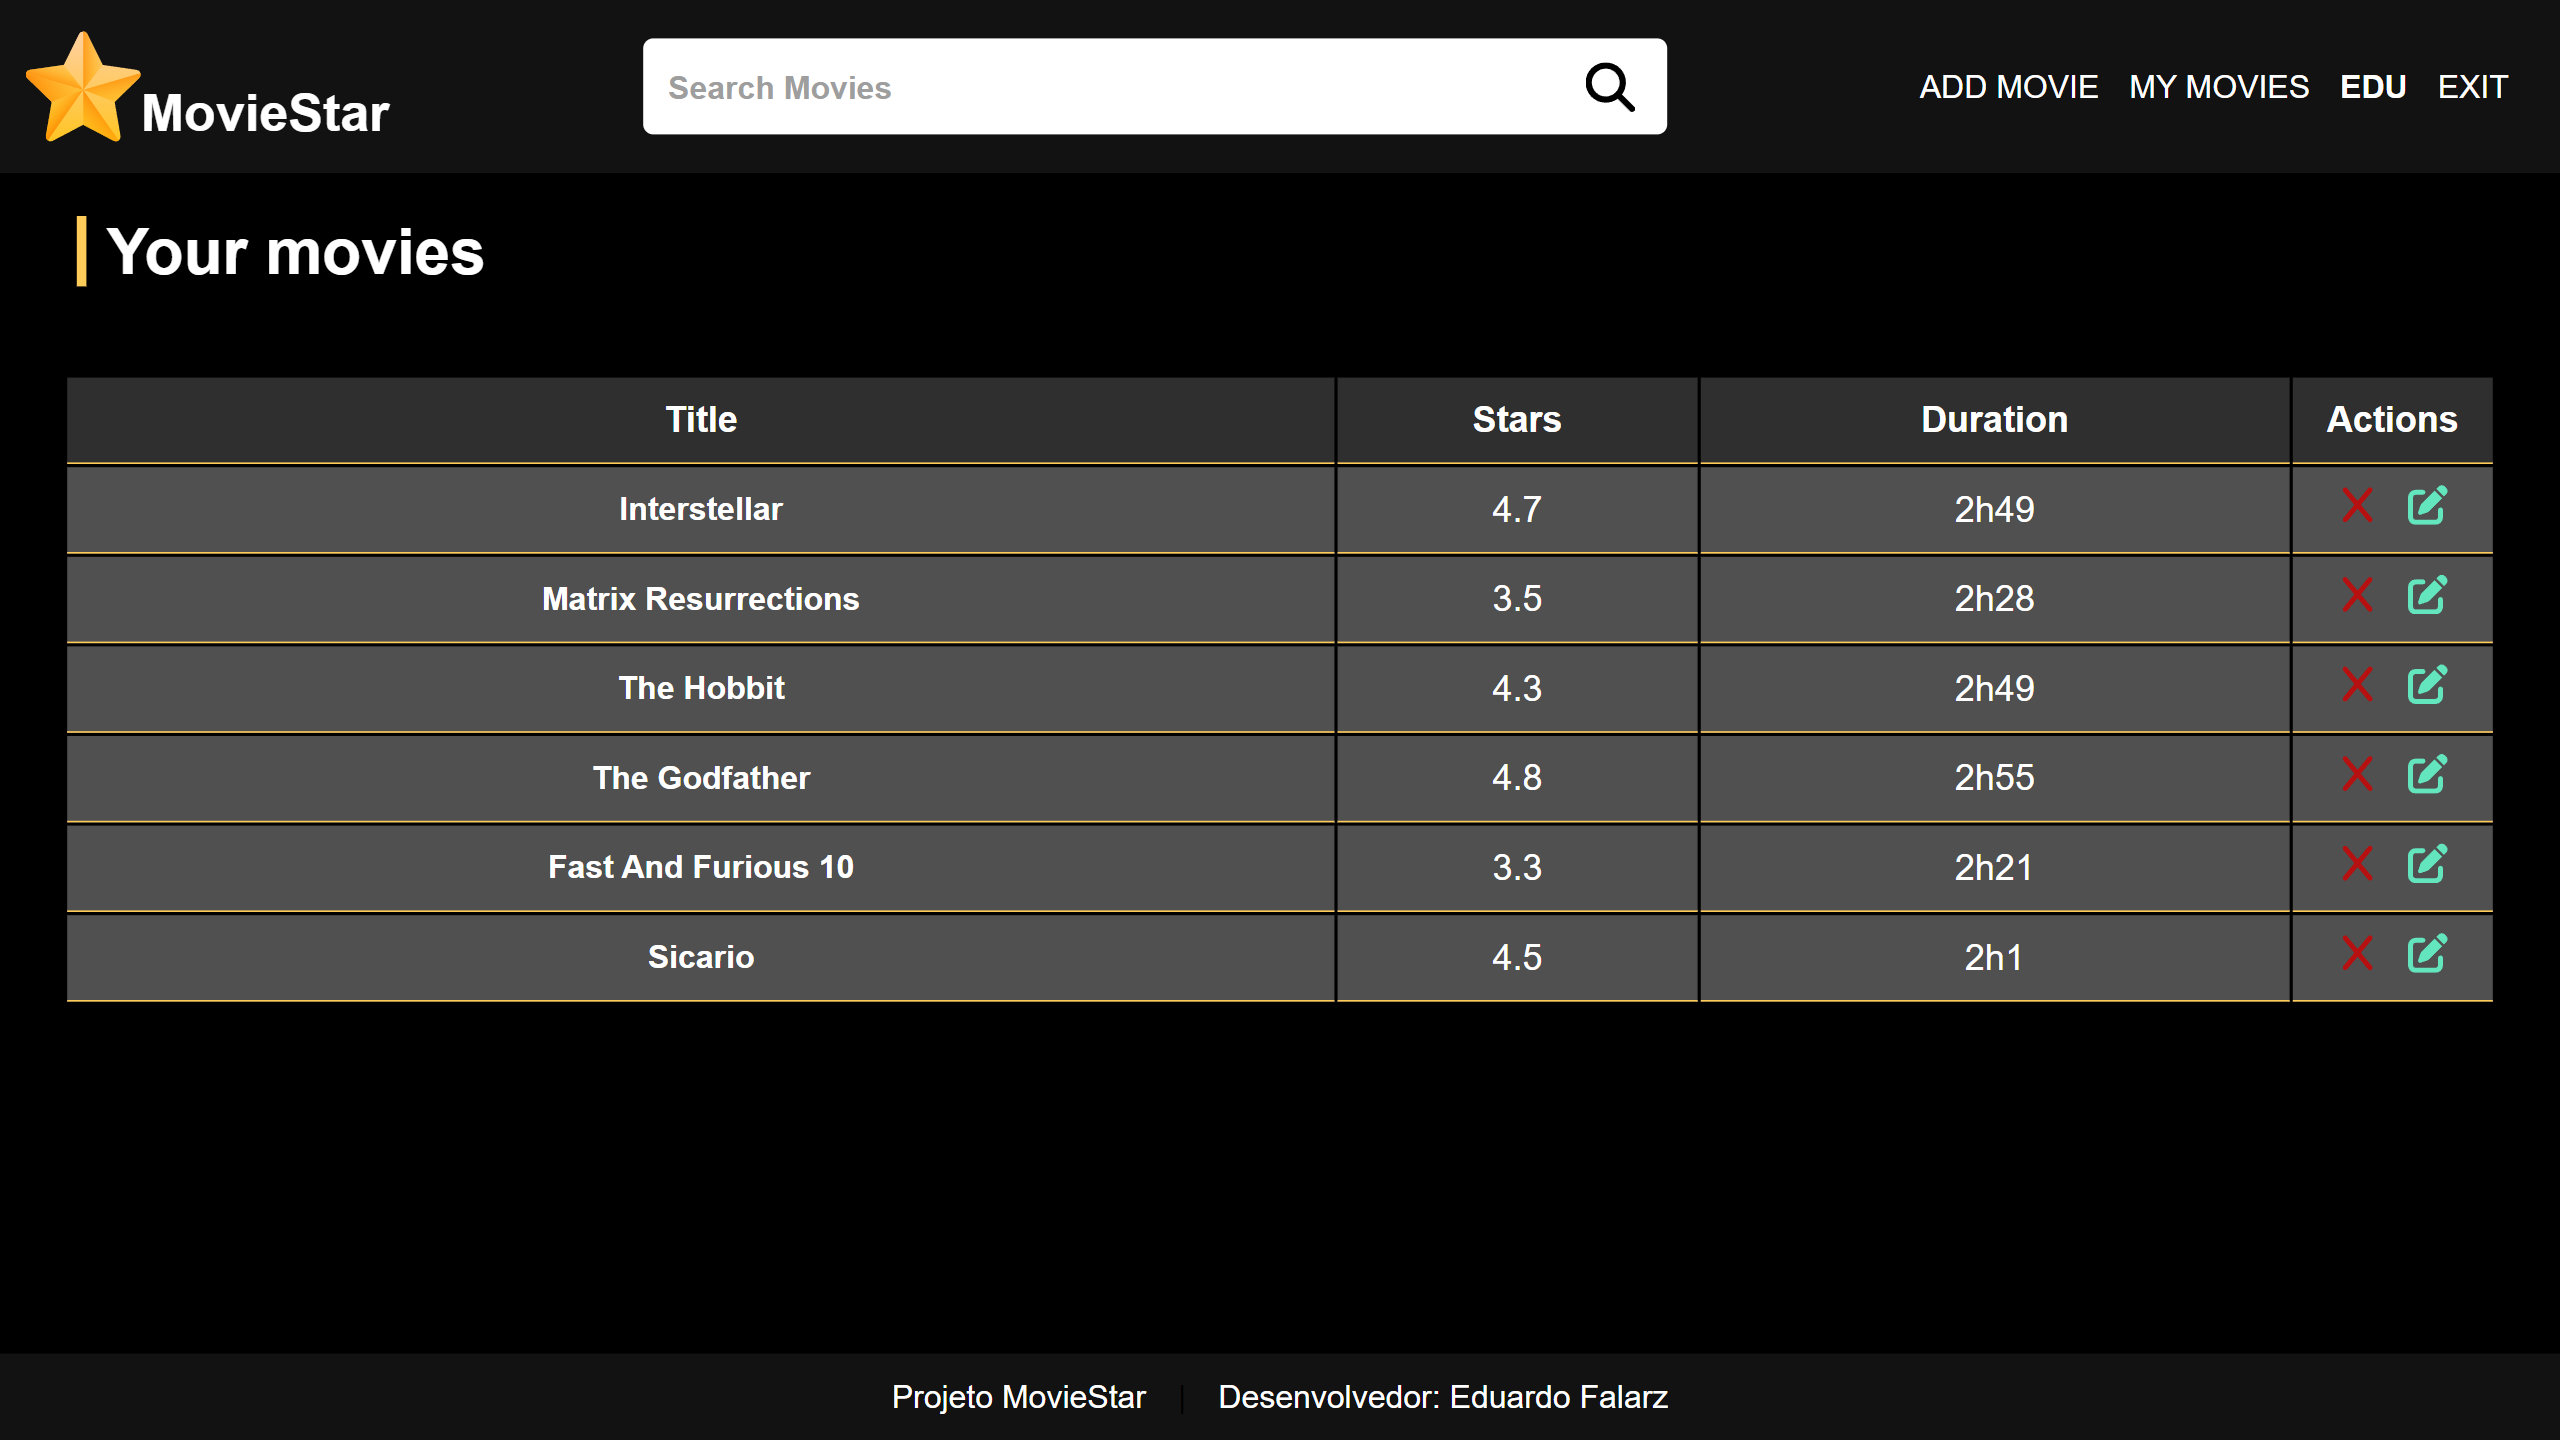 MovieStar
Search Movies
ADD MOVIE MY MOVIES EDU EXIT
Your movies
Title Stars Duration Actions
Interstellar 4.7 2h49
Matrix Resurrections 3.5 2h28
The Hobbit 4.3 2h49
The Godfather 4.8 2h55
Fast And Furious 10 3.3 2h21
Sicario 4.5 2h1
Projeto MovieStar | Desenvolvedor: Eduardo Falarz